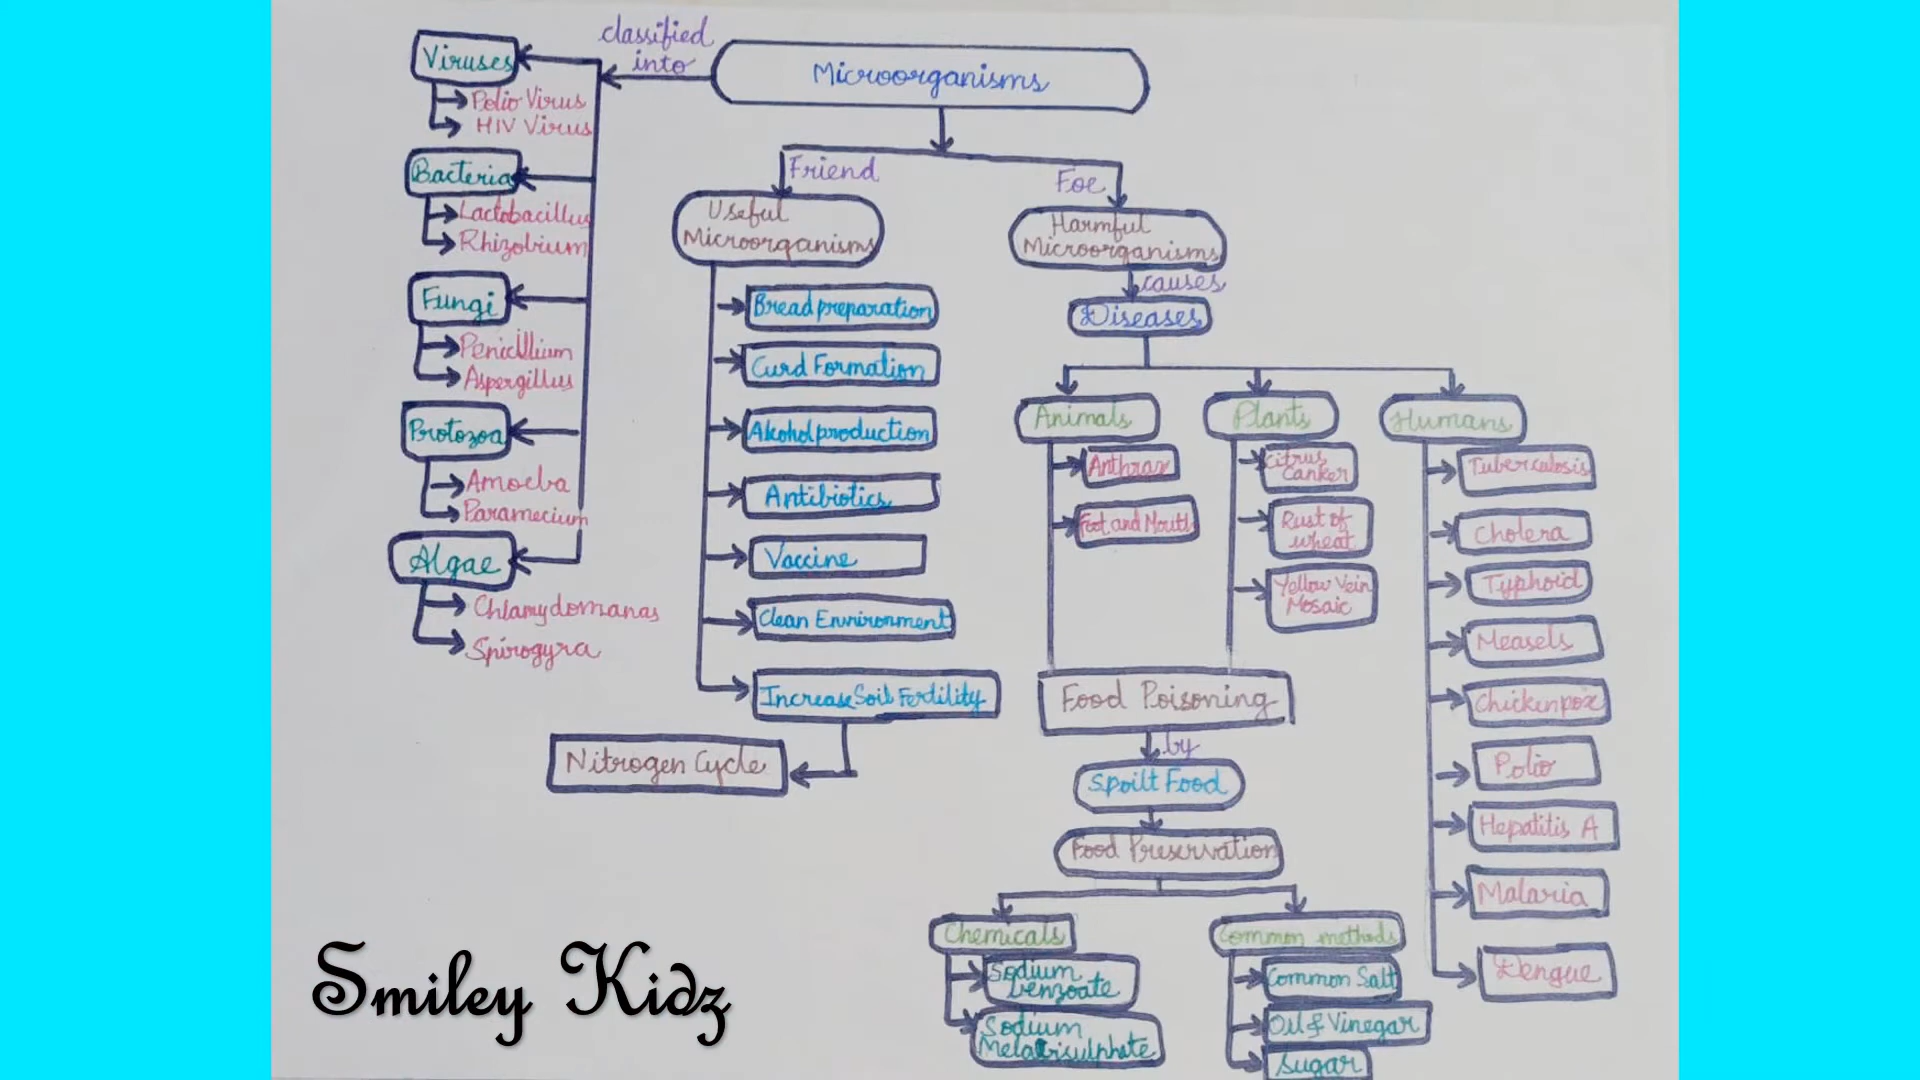 classified
into
Microorganisms
Viruses
Polio Virus
HIV Virus
Bacteria
Lactobacillus
Rhizobium
Fungi
Penicillium
Aspergillus
Protozoa
Amoeba
Paramecium
Algae
Chlamydomanas
Spirogyra
Friend
Useful
Microorganisms
Bread preparation
Curd Formation
Alcohol production
Antibiotics
Vaccine
Clean Environment
Increase Soil Fertility
Nitrogen Cycle
Foe
Harmful
Microorganisms
causes
Diseases
Animals
Anthrax
Foot and Mouth
Plants
Citrus
Canker
Rust of
wheat
Yellow Vein
Mosaic
Humans
Tuberculosis
Cholera
Typhoid
Measels
Chickenpox
Polio
Hepatitis A
Malaria
Dengue
Food Poisoning
by
Spoilt Food
Food Preservation
Chemicals
Sodium
benzoate
Sodium
Metabisulphate
Common methods
Common Salt
Oil & Vinegar
Sugar
Smiley Kidz